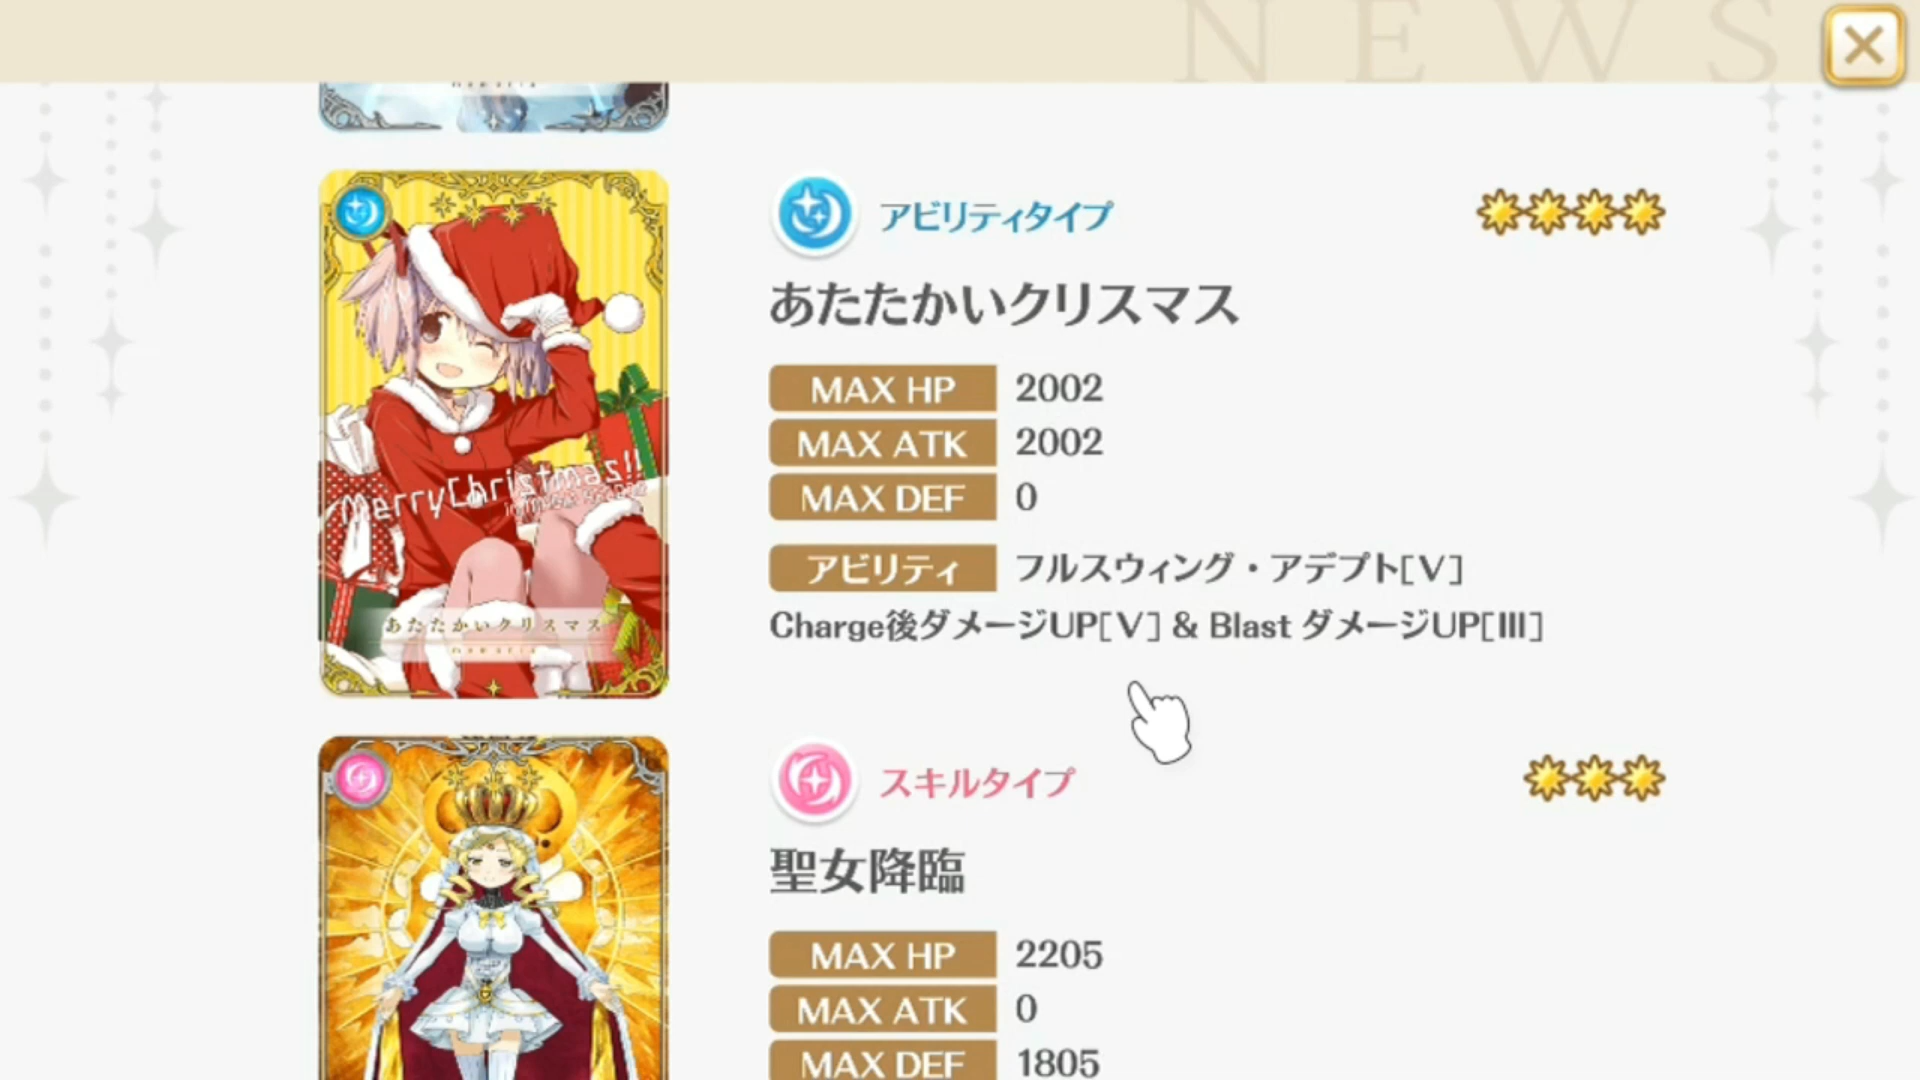 NEWS
アビリティタイプ
あたたかいクリスマス
MAX HP 2002
MAX ATK 2002
MAX DEF 0
アビリティ フルスウィング・アデプト[Ⅴ]
Charge後ダメージUP[Ⅴ] & Blast ダメージUP[Ⅲ]
MerryChristmas!!
あたたかいクリスマス
スキルタイプ
聖女降臨
MAX HP 2205
MAX ATK 0
MAX DEF 1805